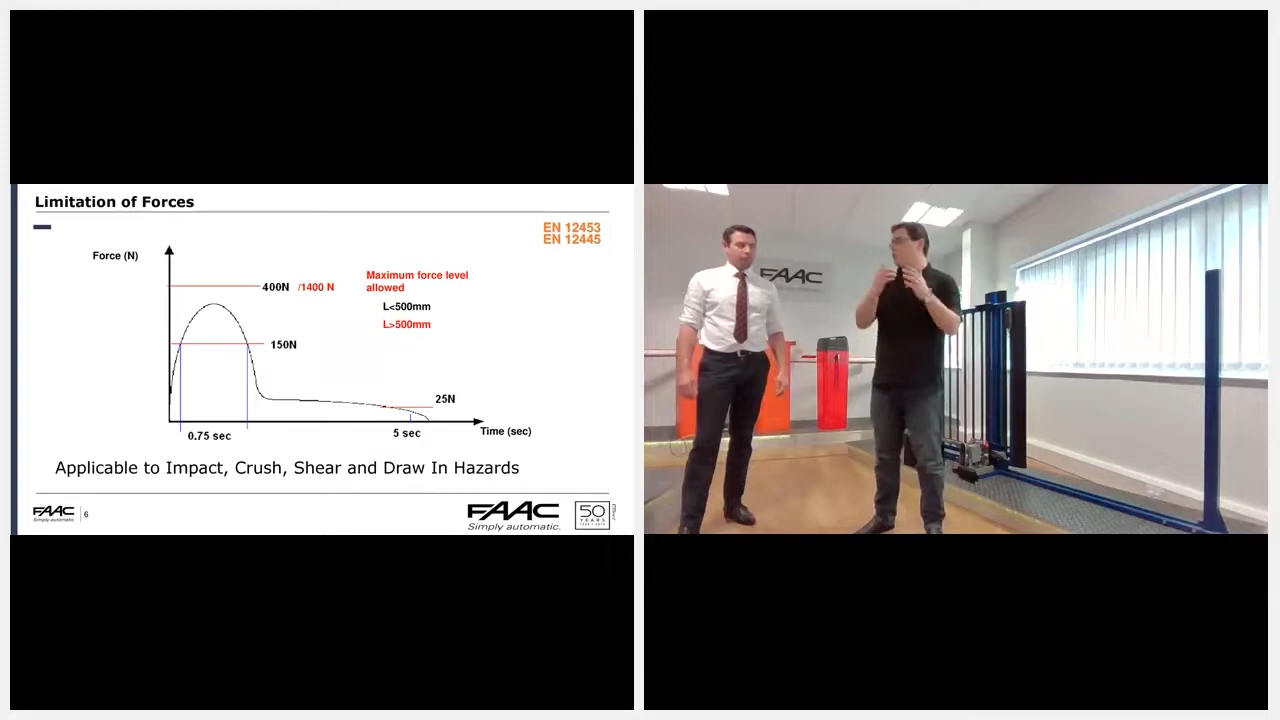 Limitation of Forces
EN 12453
EN 12445
Force (N)
400N /1400 N
Maximum force level
allowed
L<500mm
L>500mm
150N
25N
0.75 sec
5 sec
Time (sec)
Applicable to Impact, Crush, Shear and Draw In Hazards
FAAC
Simply automatic.
6
FAAC
Simply automatic.
50
YEARS
FAAC